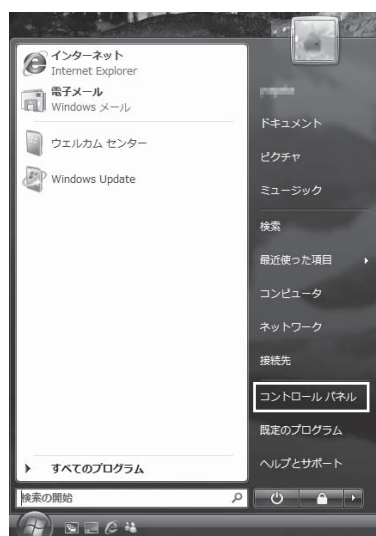 インターネット
Internet Explorer
電子メール
Windows メール
ウェルカム センター
Windows Update
すべてのプログラム
検索の開始
ドキュメント
ピクチャ
ミュージック
検索
最近使った項目
コンピュータ
ネットワーク
接続先
コントロール パネル
既定のプログラム
ヘルプとサポート